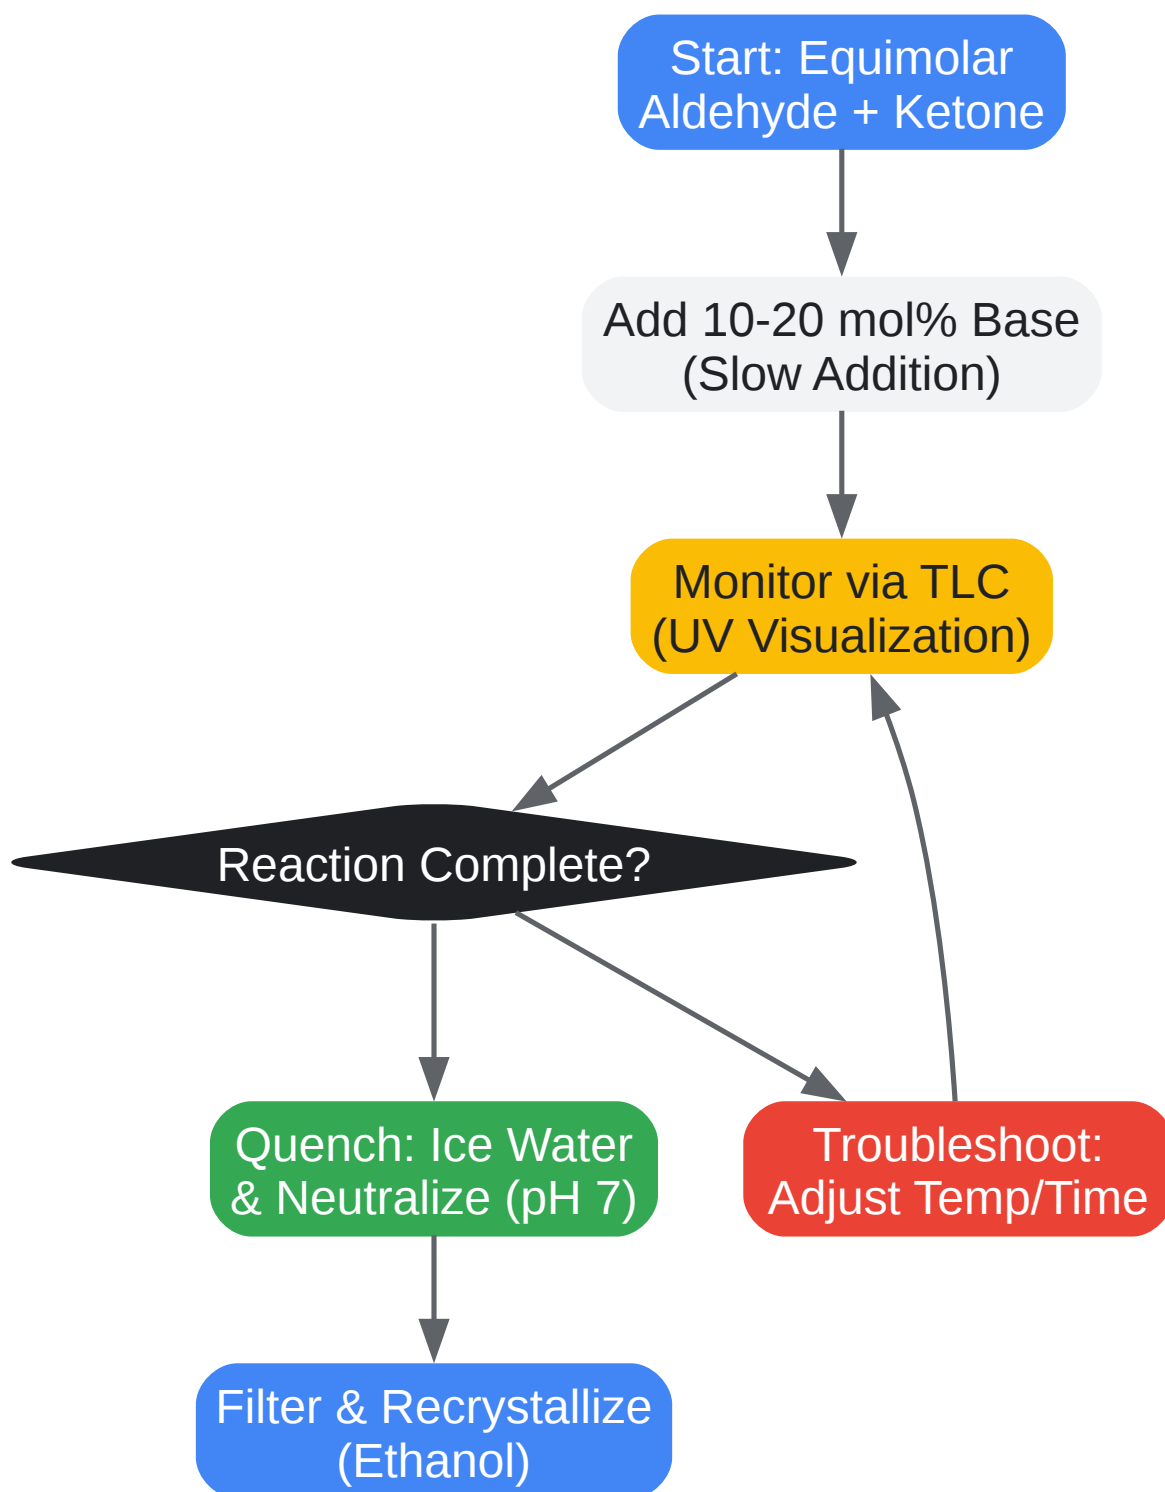 Start: Equimolar
Aldehyde + Ketone
Add 10-20 mol% Base
(Slow Addition)
Monitor via TLC
(UV Visualization)
Reaction Complete?
Quench: Ice Water
& Neutralize (pH 7)
Troubleshoot:
Adjust Temp/Time
Filter & Recrystallize
(Ethanol)